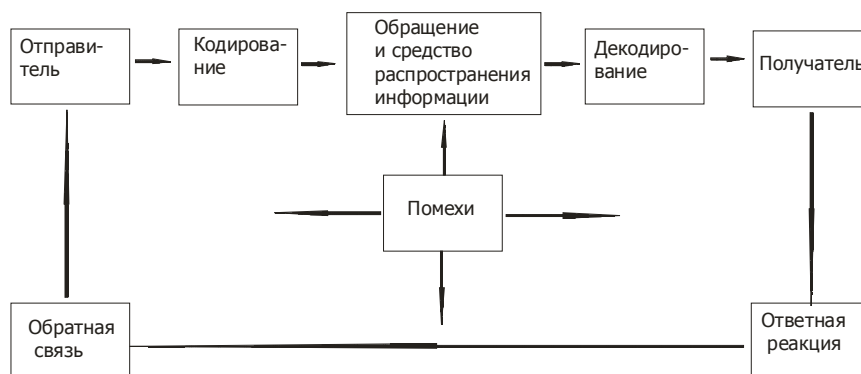 Отправи-
тель
Кодирова-
ние
Обращение
и средство
распространения
информации
Декодиро-
вание
Получатель
Помехи
Обратная
связь
Ответная
реакция